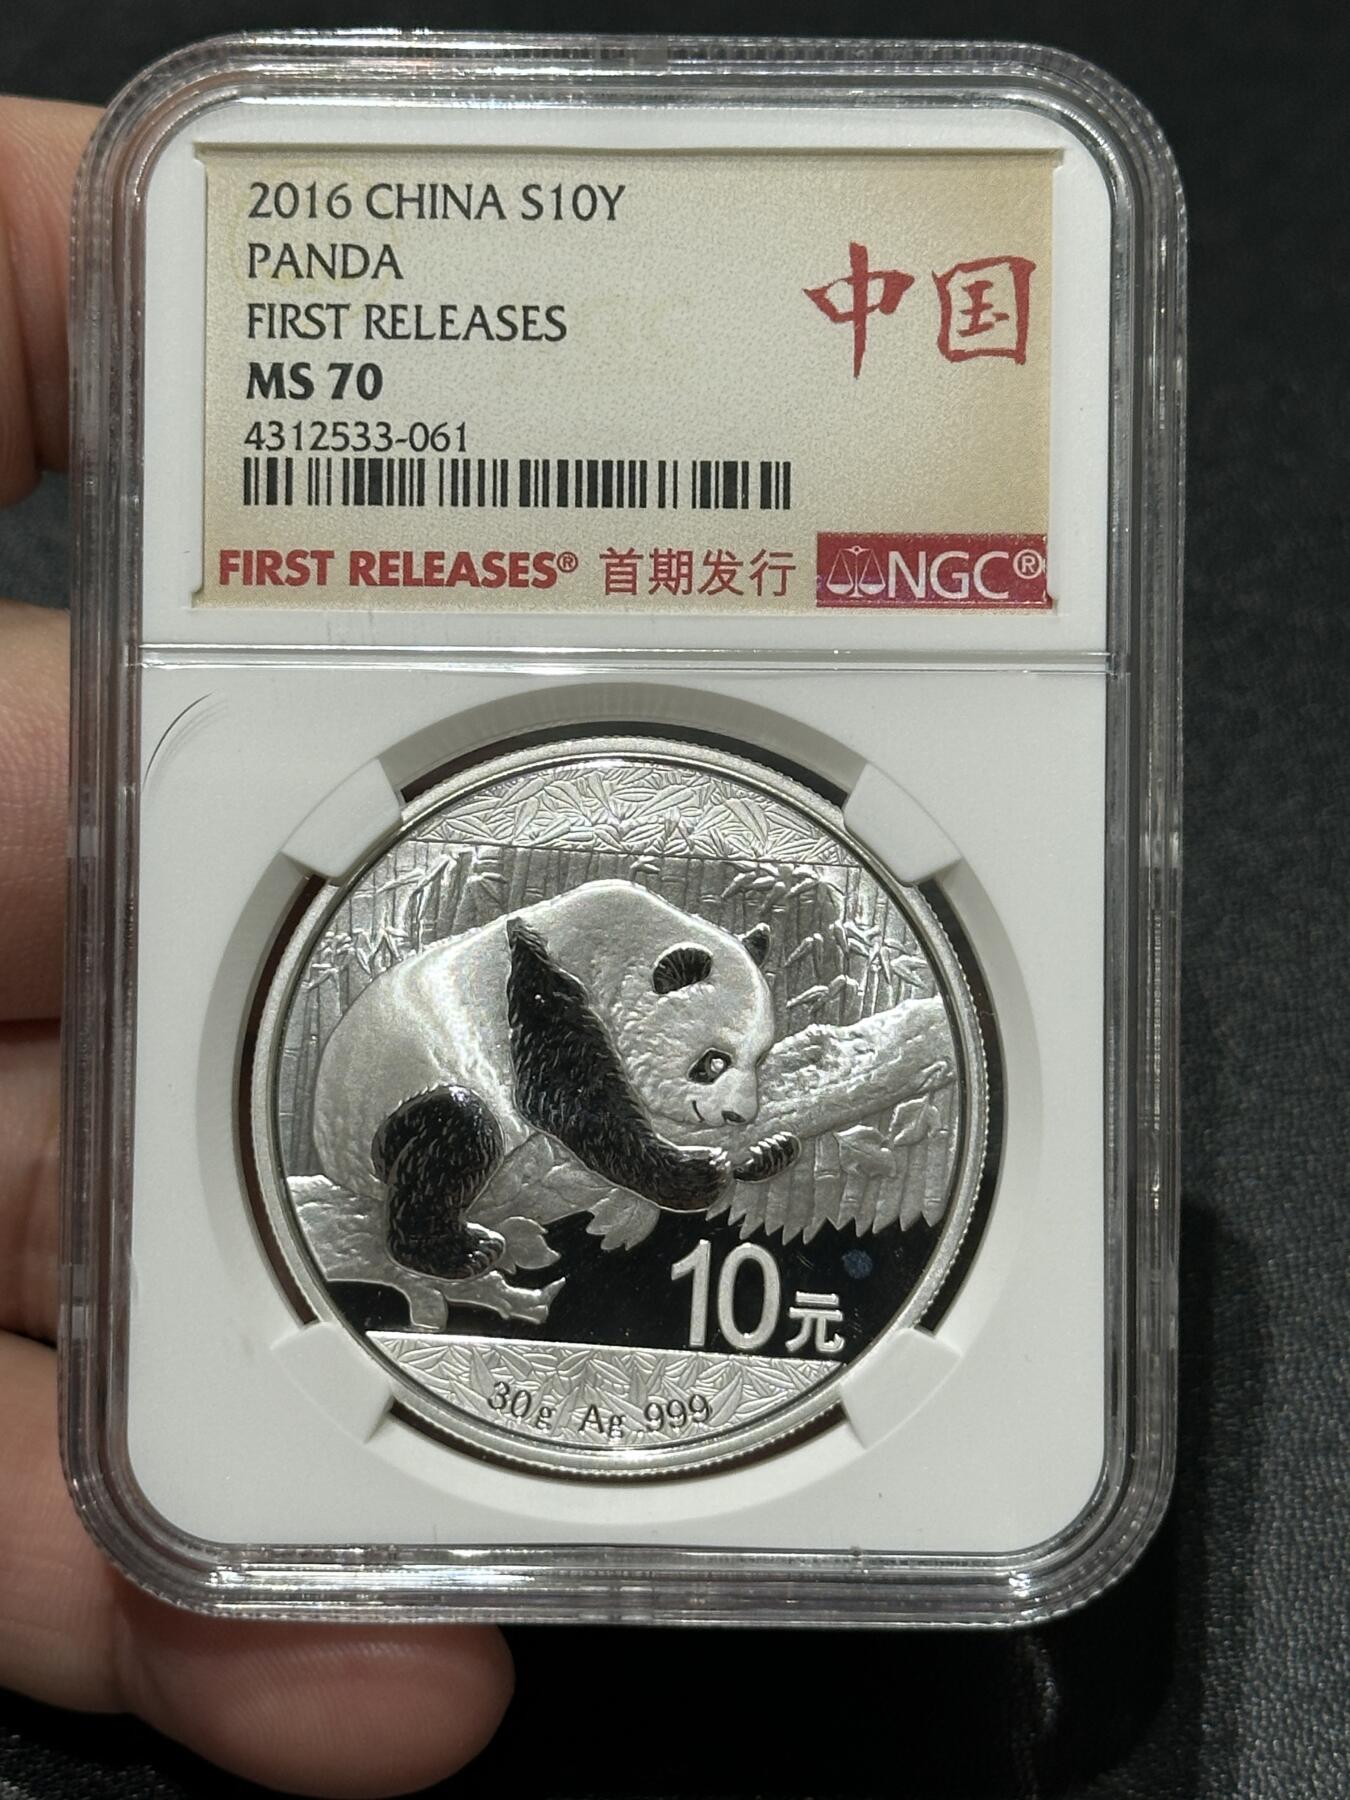 2016 CHINA S10Y
PANDA
FIRST RELEASES
MS 70
4312533-061
中国
FIRST RELEASES® 首期发行
NGC®
10元
30g Ag .999